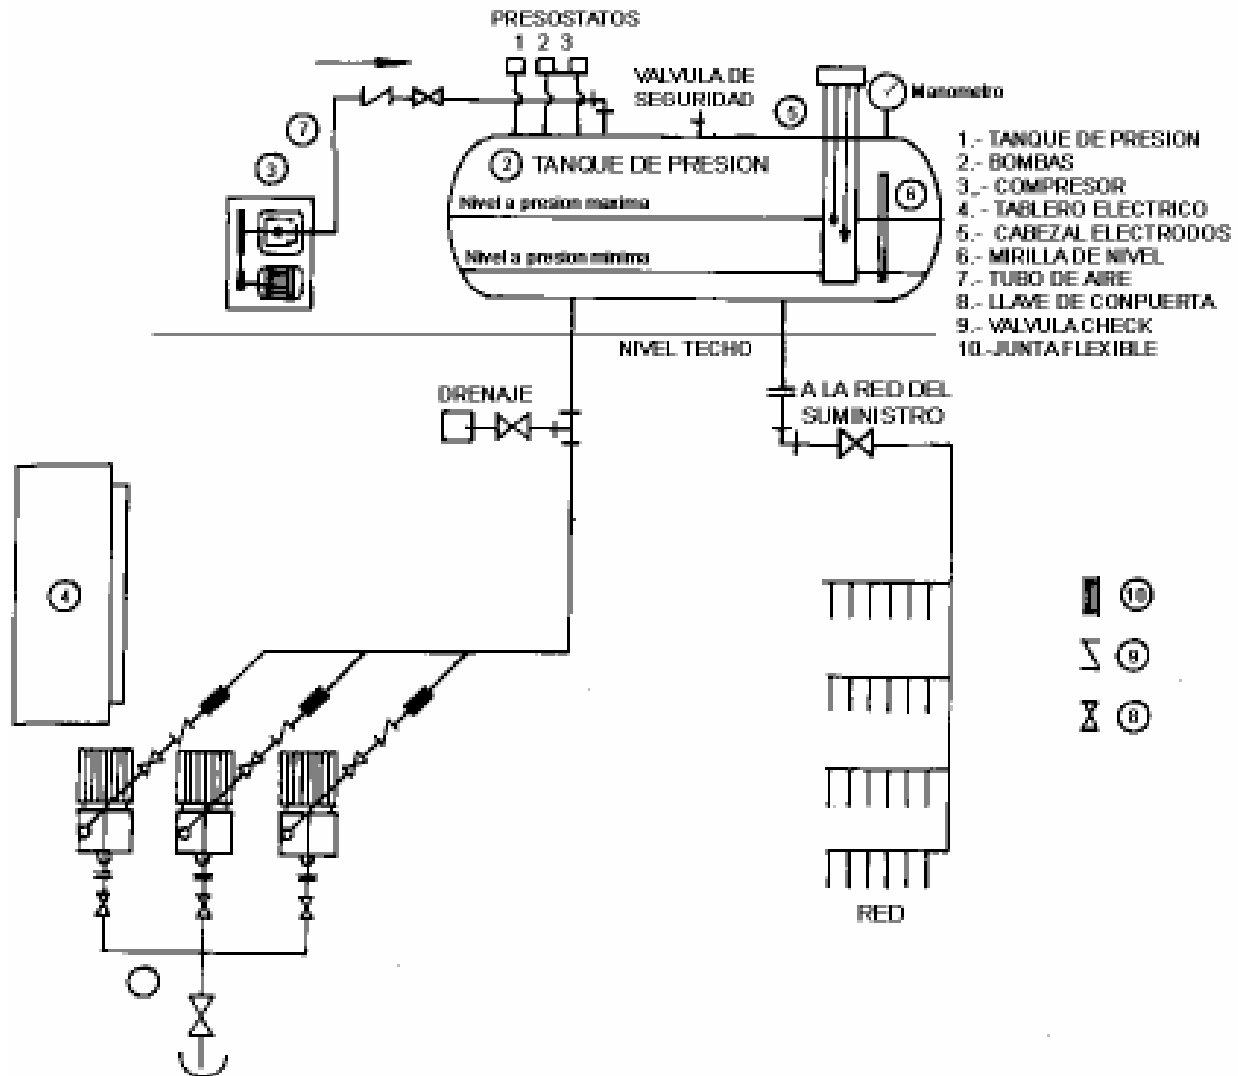 PRESOSTATOS
1 2 3
VALVULA DE
SEGURIDAD
5
Manometro
7
3
2 TANQUE DE PRESION
6
Nivel a presion maxima
Nivel a presion minima
1.- TANQUE DE PRESION
2.- BOMBAS
3.- COMPRESOR
4.- TABLERO ELECTRICO
5.- CABEZAL ELECTRODOS
6.- MIRILLA DE NIVEL
7.- TUBO DE AIRE
8.- LLAVE DE CONPUERTA
9.- VALVULA CHECK
10.-JUNTA FLEXIBLE
NIVEL TECHO
DRENAJE
A LA RED DEL
SUMINISTRO
4
10
9
8
RED